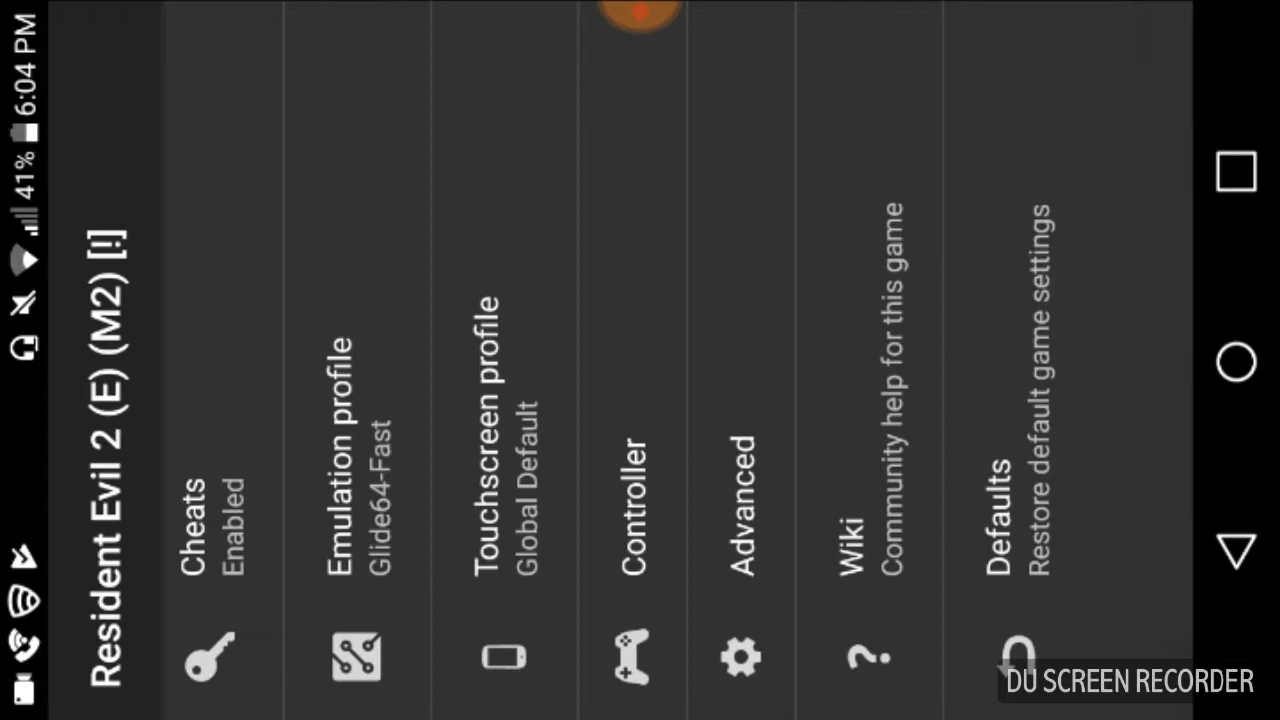 41% 6:04 PM
Resident Evil 2 (E) (M2) [!]
Cheats
Enabled
Emulation profile
Glide64-Fast
Touchscreen profile
Global Default
Controller
Advanced
Wiki
Community help for this game
Defaults
Restore default game settings
DU SCREEN RECORDER